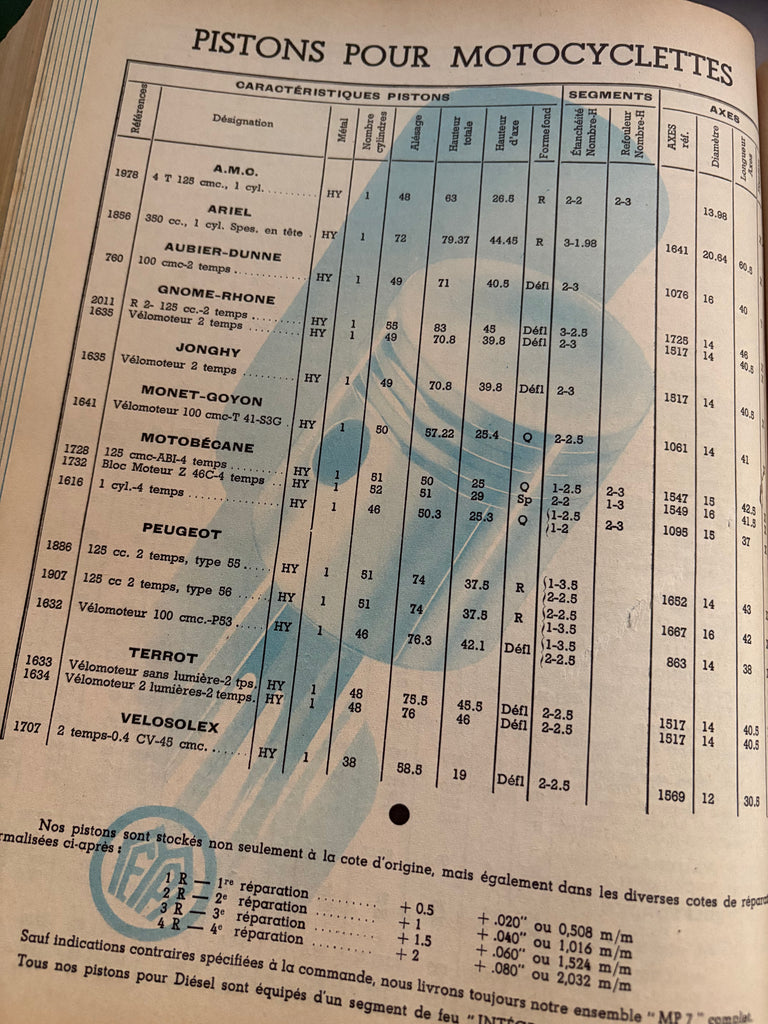 PISTONS POUR MOTOCYCLETTES
CARACTÉRISTIQUES PISTONS SEGMENTS AXES
Références Désignation Métal Nombre cylindres Alésage Hauteur totale Hauteur d'axe Forme fond Étanchéité Nombre-H Refouleur Nombre-H AXES réf. Diamètre Longueur Axes
A.M.C.
1978 4 T 125 cmc., 1 cyl. HY 1 48 63 26.5 R 2-2 2-3 13.98
ARIEL
1856 350 cc., 1 cyl. Spes. en tête . HY 1 72 79.37 44.45 R 3-1.98 1641 20.64 60.8
AUBIER-DUNNE
760 100 cmc-2 temps HY 1 49 71 40.5 Défl 2-3 1076 16 40
GNOME-RHONE
2011 R 2- 125 cc.-2 temps HY 1 55 83 45 Défl 3-2.5 1725 14 46
1635 Vélomoteur 2 temps HY 1 49 70.8 39.8 Défl 2-3 1517 14 40.5
JONGHY
1635 Vélomoteur 2 temps HY 1 49 70.8 39.8 Défl 2-3 1517 14 40.5
MONET-GOYON
1641 Vélomoteur 100 cmc-T 41-S3G . HY 1 50 57.22 25.4 Q 2-2.5 1061 14 41
MOTOBÉCANE
1728 125 cmc-ABI-4 temps HY 1 51 50 25 Q 1-2.5 2-3 1547 15 42.5
1732 Bloc Moteur Z 46C-4 temps HY 1 52 51 29 Sp 2-2 1-3 1549 16 41.5
1616 1 cyl.-4 temps HY 1 46 50.3 25.3 Q {1-2.5 2-3 1095 15 37
{1-2
PEUGEOT
1886 125 cc. 2 temps, type 55 HY 1 51 74 37.5 R {1-3.5 1652 14 43
{2-2.5
1907 125 cc 2 temps, type 56 HY 1 51 74 37.5 R {2-2.5 1667 16 42
{1-3.5
1632 Vélomoteur 100 cmc.-P53 HY 1 46 76.3 42.1 Défl {1-3.5 863 14 38
{2-2.5
TERROT
1633 Vélomoteur sans lumière-2 tps. HY 1 48 75.5 45.5 Défl 2-2.5 1517 14 40.5
1634 Vélomoteur 2 lumières-2 temps. HY 1 48 76 46 Défl 2-2.5 1517 14 40.5
VELOSOLEX
1707 2 temps-0.4 CV-45 cmc. HY 1 38 58.5 19 Défl 2-2.5 1569 12 30.5
Nos pistons sont stockés non seulement à la cote d'origine, mais également dans les diverses cotes de répara
rmalisées ci-après :
1 R — 1re réparation + 0.5 + .020" ou 0,508 m/m
2 R — 2e réparation + 1 + .040" ou 1,016 m/m
3 R — 3e réparation + 1.5 + .060" ou 1,524 m/m
4 R — 4e réparation + 2 + .080" ou 2,032 m/m
Sauf indications contraires spécifiées à la commande, nous livrons toujours notre ensemble "MP 7" complet.
Tous nos pistons pour Diésel sont équipés d'un segment de feu "INTÉG